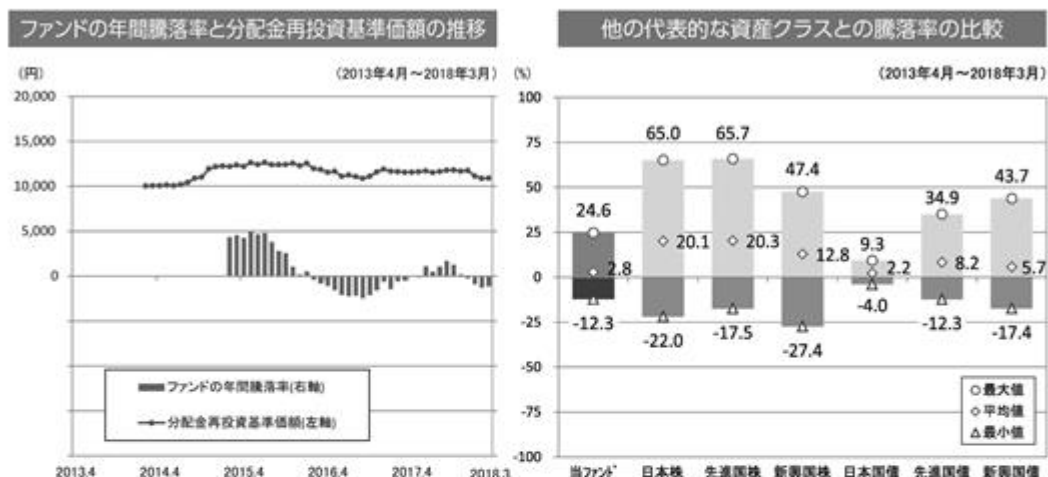 ファンドの年間騰落率と分配金再投資基準価額の推移
(円)
(2013年4月～2018年3月)
20,000
15,000
10,000
5,000
0
ファンドの年間騰落率(右軸)
分配金再投資基準価額(左軸)
2013.4 2014.4 2015.4 2016.4 2017.4 2018.3
他の代表的な資産クラスとの騰落率の比較
(%)
(2013年4月～2018年3月)
100
75
50
25
0
-25
-50
-75
-100
24.6 65.0 65.7 47.4 9.3 34.9 43.7
2.8 20.1 20.3 12.8 2.2 8.2 5.7
-12.3 -22.0 -17.5 -27.4 -4.0 -12.3 -17.4
最大値
平均値
最小値
当ファンド 日本株 先進国株 新興国株 日本国債 先進国債 新興国債